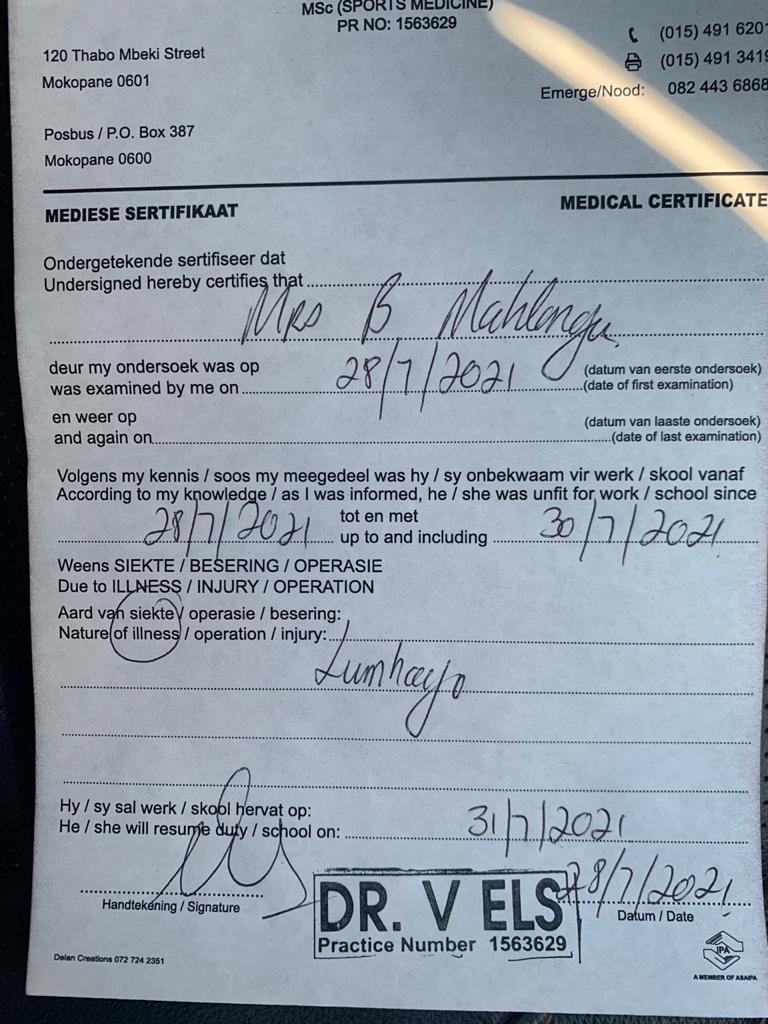 MSc (SPORTS MEDICINE)
PR NO: 1563629
120 Thabo Mbeki Street
Mokopane 0601
(015) 491 6201
(015) 491 3419
Emerge/Nood: 082 443 6868
Posbus / P.O. Box 387
Mokopane 0600
MEDIESE SERTIFIKAAT
MEDICAL CERTIFICATE
Ondergetekende sertifiseer dat
Undersigned hereby certifies that
Mrs B Mahlangu
deur my ondersoek was op
was examined by me on
28/7/2021
(datum van eerste ondersoek)
(date of first examination)
en weer op
and again on
(datum van laaste ondersoek)
(date of last examination)
Volgens my kennis / soos my meegedeel was hy / sy onbekwaam vir werk / skool vanaf
According to my knowledge / as I was informed, he / she was unfit for work / school since
28/7/2021
tot en met
up to and including
30/7/2021
Weens SIEKTE / BESERING / OPERASIE
Due to ILLNESS / INJURY / OPERATION
Aard van siekte / operasie / besering:
Nature of illness / operation / injury:
Hy / sy sal werk / skool hervat op:
He / she will resume duty / school on:
31/7/2021
Handtekening / Signature
DR. V ELS
Practice Number 1563629
28/7/2021
Datum / Date
Delan Creations 072 724 2351
IPA
A MEMBER OF ASAIPA